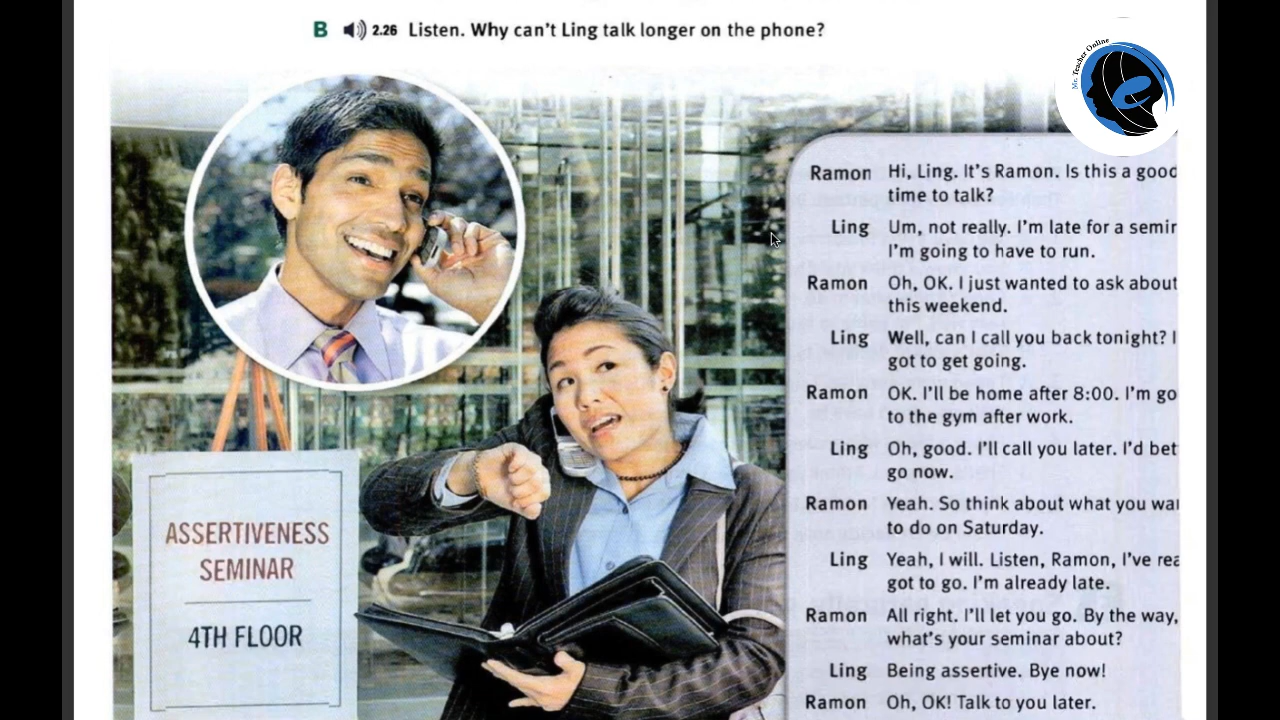 B 2.26 Listen. Why can't Ling talk longer on the phone?
Mr. Teacher Online
Ramon Hi, Ling. It's Ramon. Is this a good
time to talk?
Ling Um, not really. I'm late for a semir
I'm going to have to run.
Ramon Oh, OK. I just wanted to ask about
this weekend.
Ling Well, can I call you back tonight? I
got to get going.
Ramon OK. I'll be home after 8:00. I'm go
to the gym after work.
Ling Oh, good. I'll call you later. I'd bet
go now.
Ramon Yeah. So think about what you wa
to do on Saturday.
Ling Yeah, I will. Listen, Ramon, I've rea
got to go. I'm already late.
Ramon All right. I'll let you go. By the way,
what's your seminar about?
Ling Being assertive. Bye now!
Ramon Oh, OK! Talk to you later.
ASSERTIVENESS
SEMINAR
4TH FLOOR